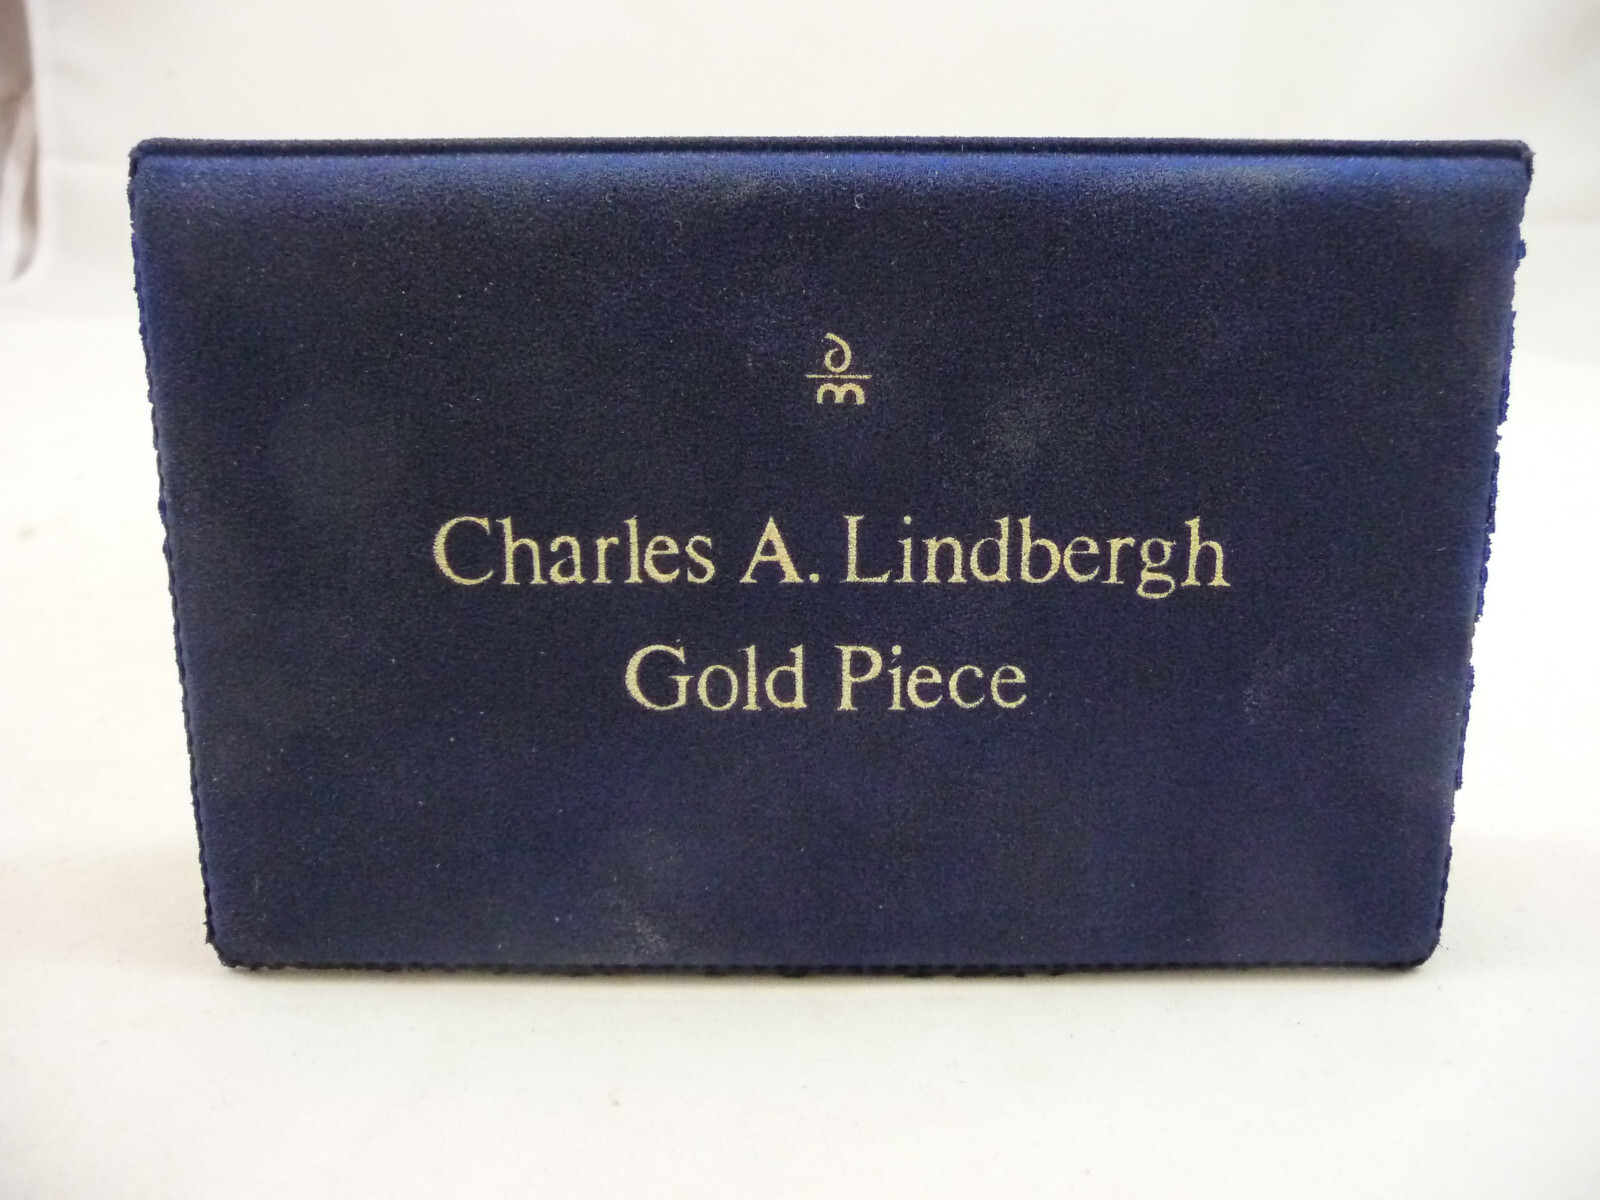 Charles A. Lindbergh
Gold Piece